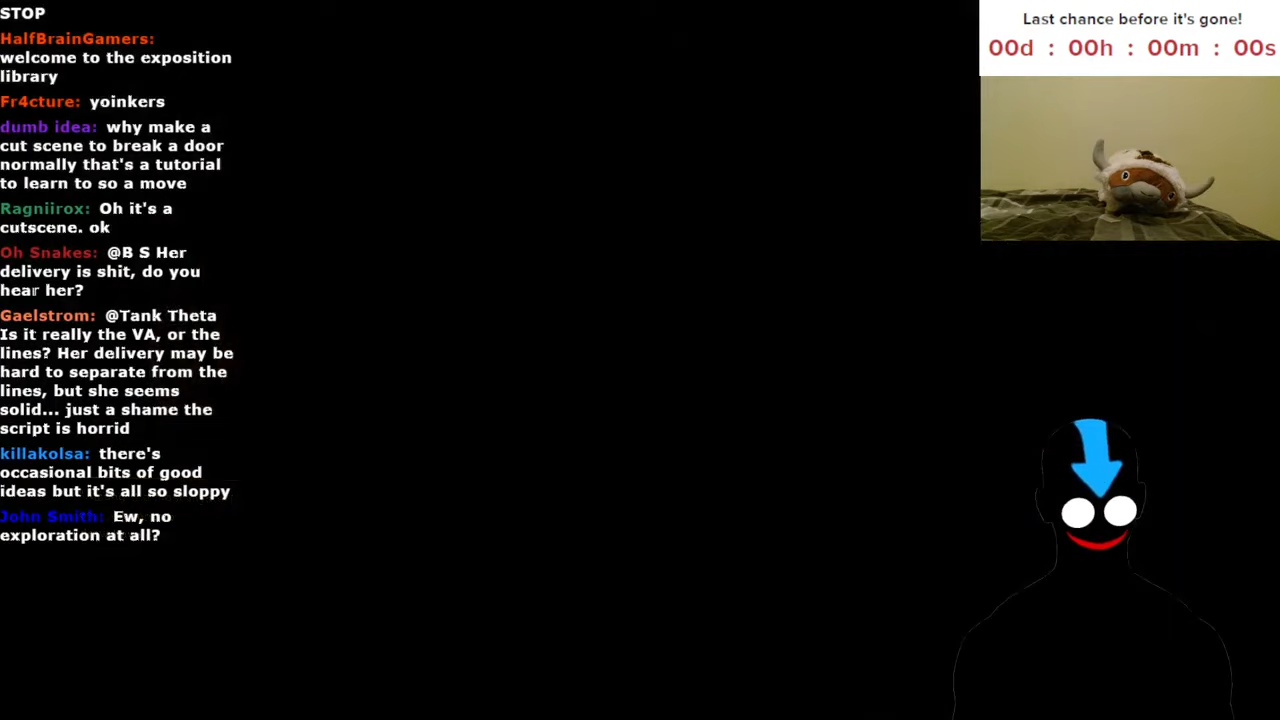 STOP
HalfBrainGamers:
welcome to the exposition
library
Fr4cture: yoinkers
dumb idea: why make a
cut scene to break a door
normally that's a tutorial
to learn to so a move
Ragniirox: Oh it's a
cutscene. ok
Oh Snakes: @B S Her
delivery is shit, do you
hear her?
Gaelstrom: @Tank Theta
Is it really the VA, or the
lines? Her delivery may be
hard to separate from the
lines, but she seems
solid... just a shame the
script is horrid
killakolsa: there's
occasional bits of good
ideas but it's all so sloppy
John Smith: Ew, no
exploration at all?
Last chance before it's gone!
00d : 00h : 00m : 00s